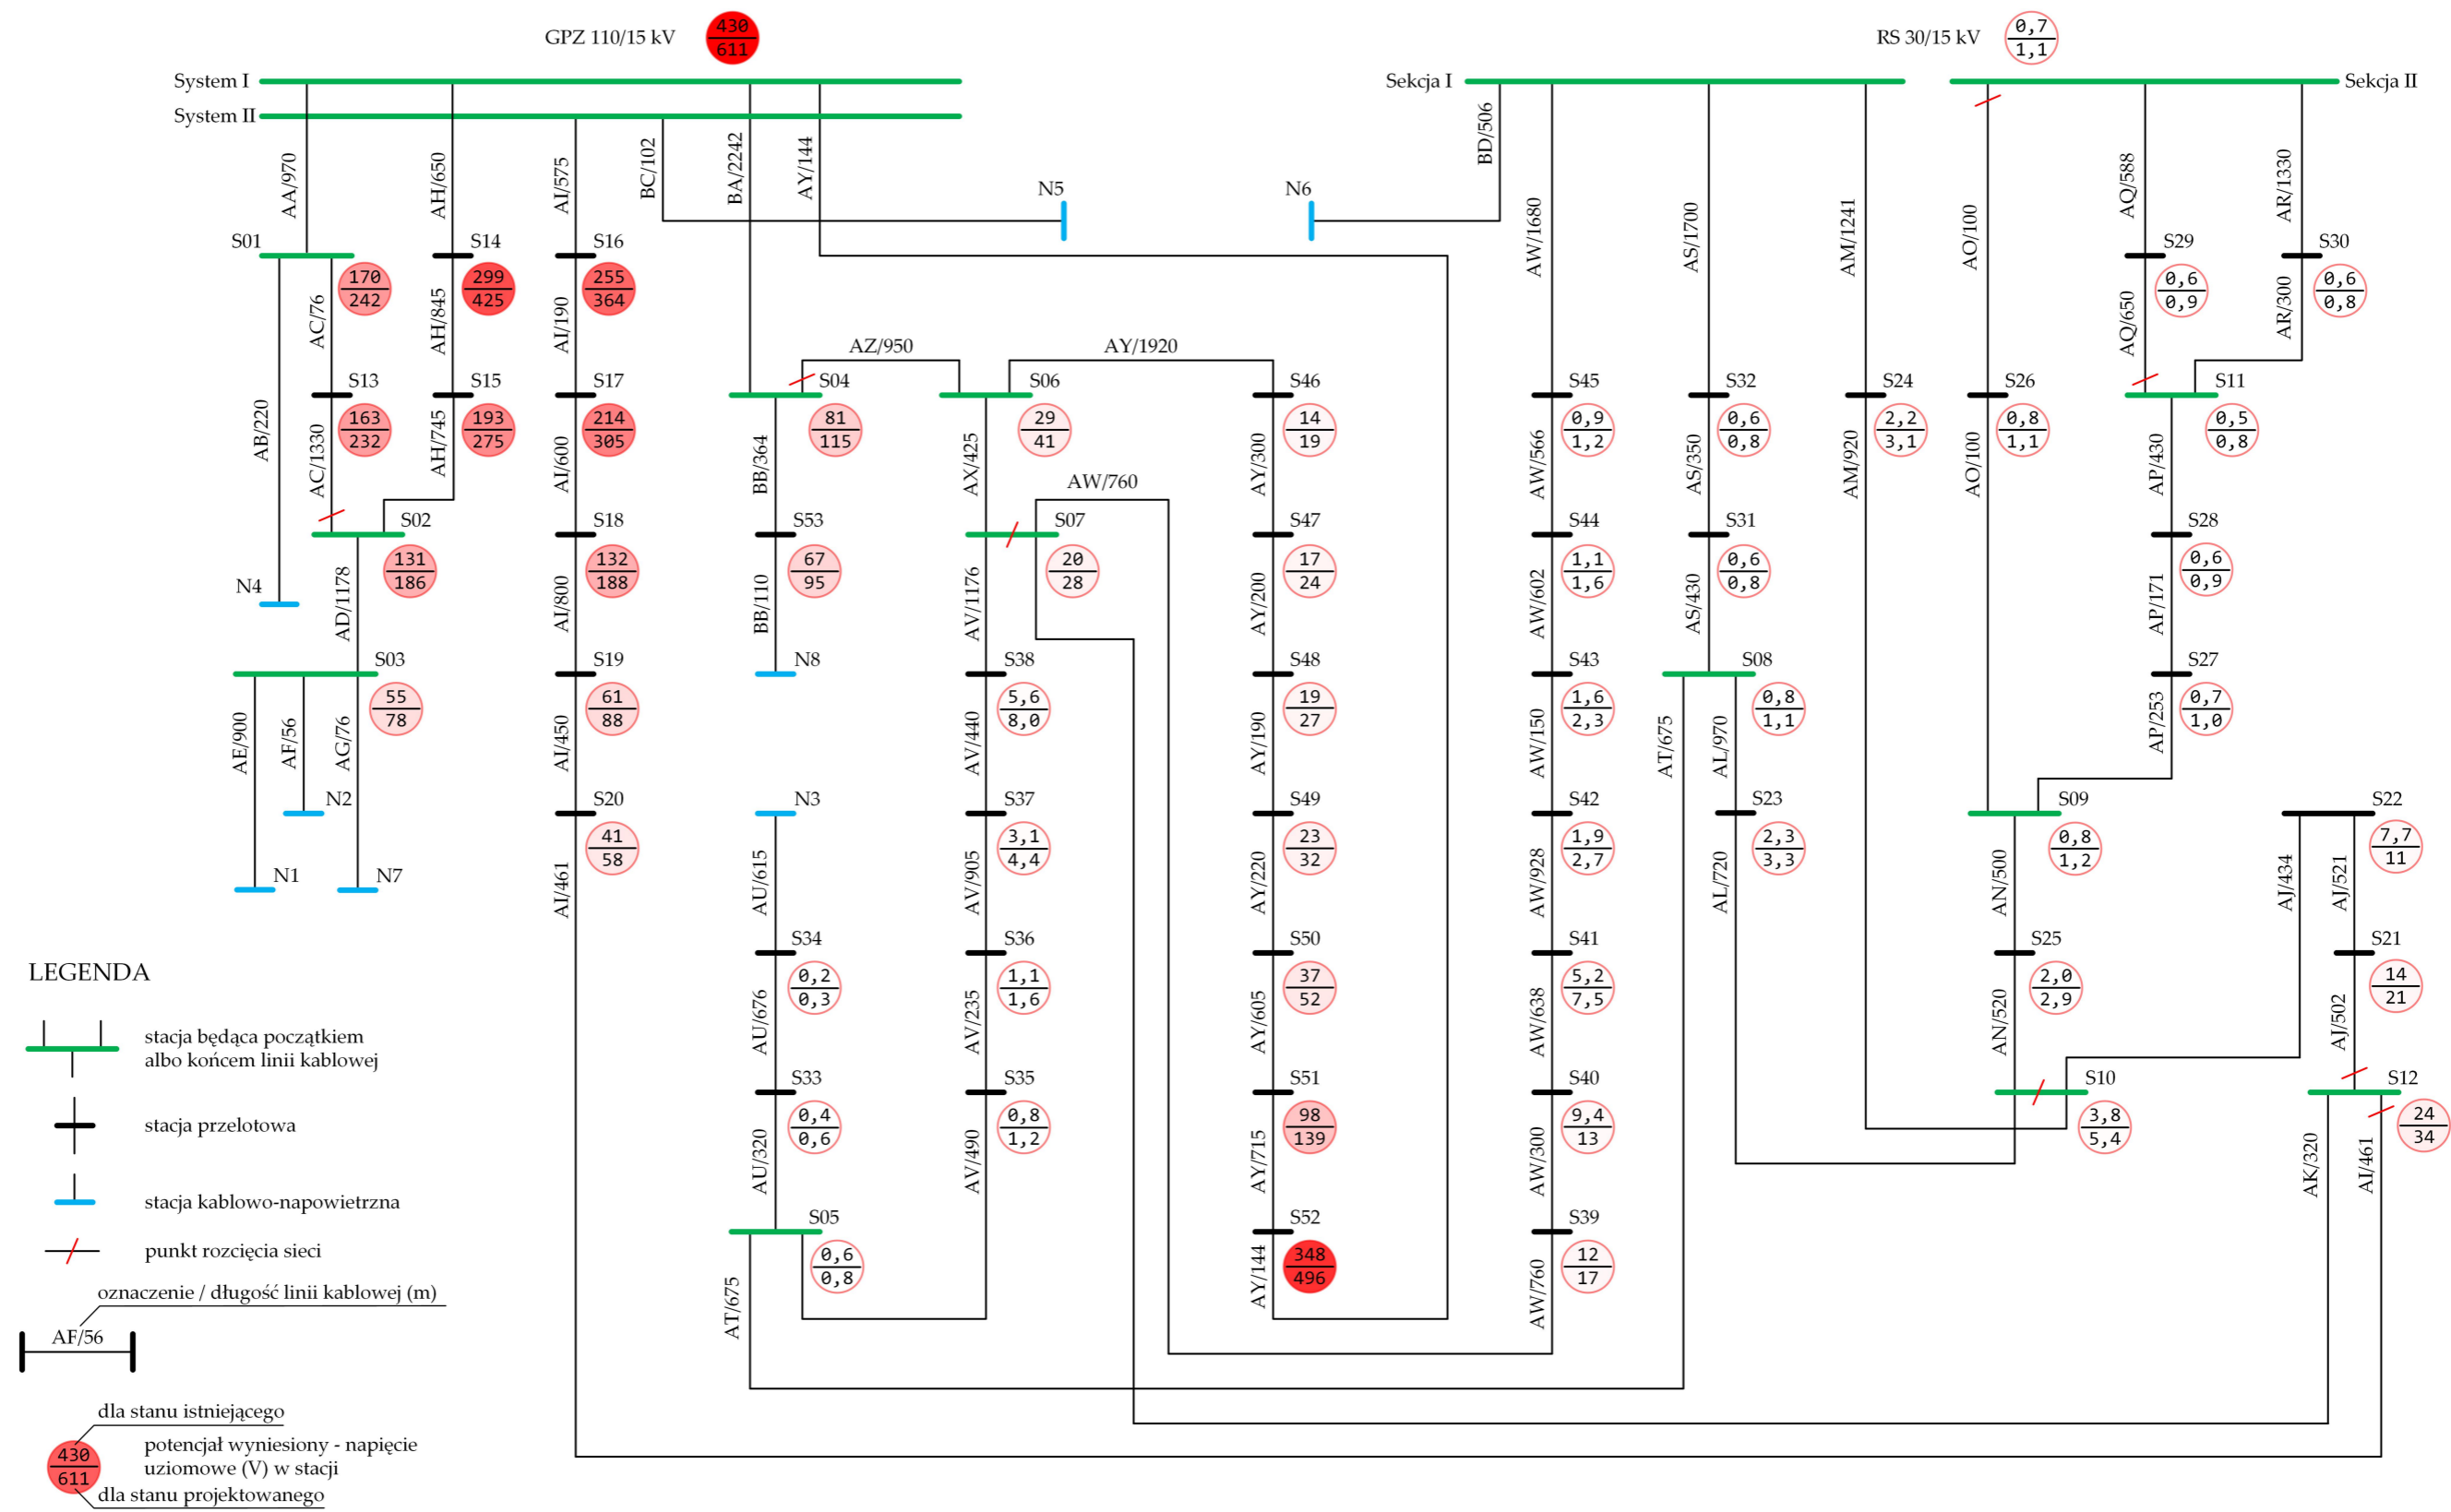 GPZ 110/15 kV
430
611
RS 30/15 kV
0,7
1,1
System I
System II
Sekcja I
Sekcja II
AA/970
AH/650
AI/575
BC/102
BA/2242
AY/144
BD/506
AW/1680
AS/1700
AM/1241
AO/100
AQ/588
AR/1330
N5
N6
S01
170
242
S14
299
425
S16
255
364
S29
0,6
0,9
S30
0,6
0,8
AB/220
AC/76
AH/845
AI/190
AZ/950
AY/1920
AQ/650
AR/300
S13
163
232
S15
193
275
S17
214
305
S04
81
115
S06
29
41
S46
14
19
S45
0,9
1,2
S32
0,6
0,8
S24
2,2
3,1
S26
0,8
1,1
S11
0,5
0,8
AC/1330
AH/745
AI/600
BB/364
AX/425
AW/760
AY/300
AW/566
AS/350
AM/920
AO/100
AP/430
S02
131
186
S18
132
188
S53
67
95
S07
20
28
S47
17
24
S44
1,1
1,6
S31
0,6
0,8
S28
0,6
0,9
N4
AD/1178
AI/800
BB/110
AV/1176
AY/200
AW/602
AS/430
AP/171
S03
55
78
S19
61
88
N8
S38
5,6
8,0
S48
19
27
S43
1,6
2,3
S08
0,8
1,1
S27
0,7
1,0
AE/900
AF/56
AG/76
AI/450
AV/440
AY/190
AW/150
AT/675
AL/970
AP/253
N2
S20
41
58
N3
S37
3,1
4,4
S49
23
32
S42
1,9
2,7
S23
2,3
3,3
S09
0,8
1,2
S22
7,7
11
N1
N7
AI/461
AU/615
AV/905
AY/220
AW/928
AL/720
AN/500
AJ/434
AJ/521
S34
0,2
0,3
S36
1,1
1,6
S50
37
52
S41
5,2
7,5
S25
2,0
2,9
S21
14
21
AU/676
AV/235
AY/605
AW/638
AN/520
AJ/502
S33
0,4
0,6
S35
0,8
1,2
S51
98
139
S40
9,4
13
S10
3,8
5,4
S12
24
34
AU/320
AV/490
AY/715
AW/300
AK/320
AI/461
S05
0,6
0,8
S52
348
496
S39
12
17
AT/675
AY/144
AW/760
LEGENDA
stacja będąca początkiem
albo końcem linii kablowej
stacja przelotowa
stacja kablowo-napowietrzna
punkt rozcięcia sieci
oznaczenie / długość linii kablowej (m)
AF/56
dla stanu istniejącego
430
611
potencjał wyniesiony - napięcie
uziomowe (V) w stacji
dla stanu projektowanego